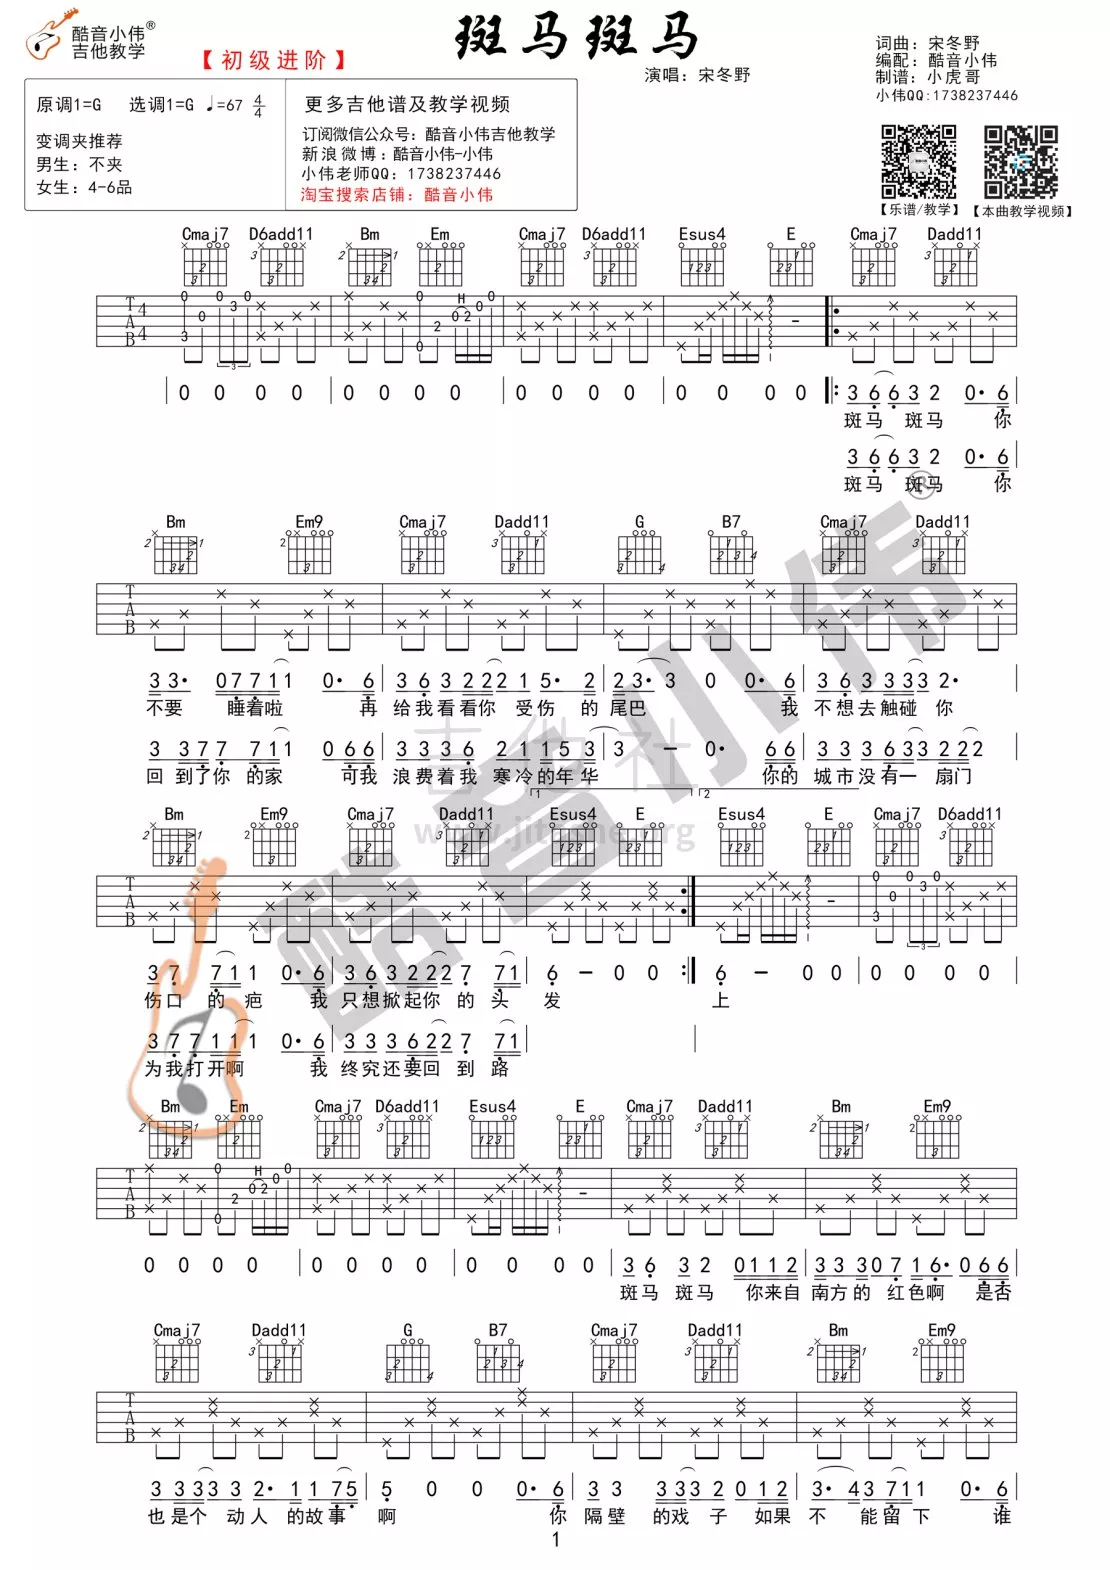 酷音小伟®
吉他教学
斑马斑马
【初级进阶】
演唱：宋冬野
词曲：宋冬野
编配：酷音小伟
制谱：小虎哥
小伟QQ:1738237446
原调1=G 选调1=G ♩=67 4/4
变调夹推荐
男生：不夹
女生：4-6品
更多吉他谱及教学视频
订阅微信公众号：酷音小伟吉他教学
新浪微博：酷音小伟-小伟
小伟老师QQ：1738237446
淘宝搜索店铺：酷音小伟
【乐谱/教学】【本曲教学视频】
Cmaj7 D6add11 Bm Em Cmaj7 D6add11 Esus4 E Cmaj7 Dadd11
0 0 0 0 0 0 0 0 0 0 0 0 0 0 0 0 3 6 6 3 2 0· 6
斑马 斑马 你
3 6 6 3 2 0· 6
斑马 斑马 你
Bm Em9 Cmaj7 Dadd11 G B7 Cmaj7 Dadd11
3 3· 0 7 7 1 1 0· 6 3 6 3 2 2 2 1 5· 2 2 3· 3 0 0· 6 3 6 3 3 3 3 2·
不要 睡着啦 再 给我看看你 受伤 的 尾巴 我 不想去触碰 你
3 3 7 7 7 7 1 1 0 6 6 3 3 3 6 2 1 1 5 3 3 — 0· 6 6 3 3 3 6 3 3 2 2 2
回 到了你 的家 可我 浪费着我 寒冷的年华 你的 城市没有一 扇门
吉他社
www.jitashe.org
酷音小伟®
Bm Em9 Cmaj7 Dadd11 Esus4 E Esus4 E Cmaj7 D6add11
3 7 7 1 1 0· 6 3 6 3 2 2 2 7 7 1 6 — 0 0 6 — 0 0 0 0 0 0
伤口 的 疤 我 只想掀起你 的 头 发 上
3 7 7 1 1 1 1 0· 6 3 3 3 6 2 2 7 7 1
为我打开啊 我 终究还要回 到 路
Bm Em Cmaj7 D6add11 Esus4 E Cmaj7 Dadd11 Bm Em9
0 0 0 0 0 0 0 0 0 0 0 0 3 6 3 2 0 1 1 2 3 3 3 0 7 1 6· 0 6 6
斑马 斑马 你来自 南方的 红色啊 是否
Cmaj7 Dadd11 G B7 Cmaj7 Dadd11 Bm Em9
3 3 3 3 3 2· 1 1 7 5 5 0 0 0· 6 3 3 3 3 3 2 0 1 2 3· 4 3 7 1 1 0· 6
也是个 动人 的故事 啊 你 隔壁 的戏 子 如果 不 能留下 谁
1